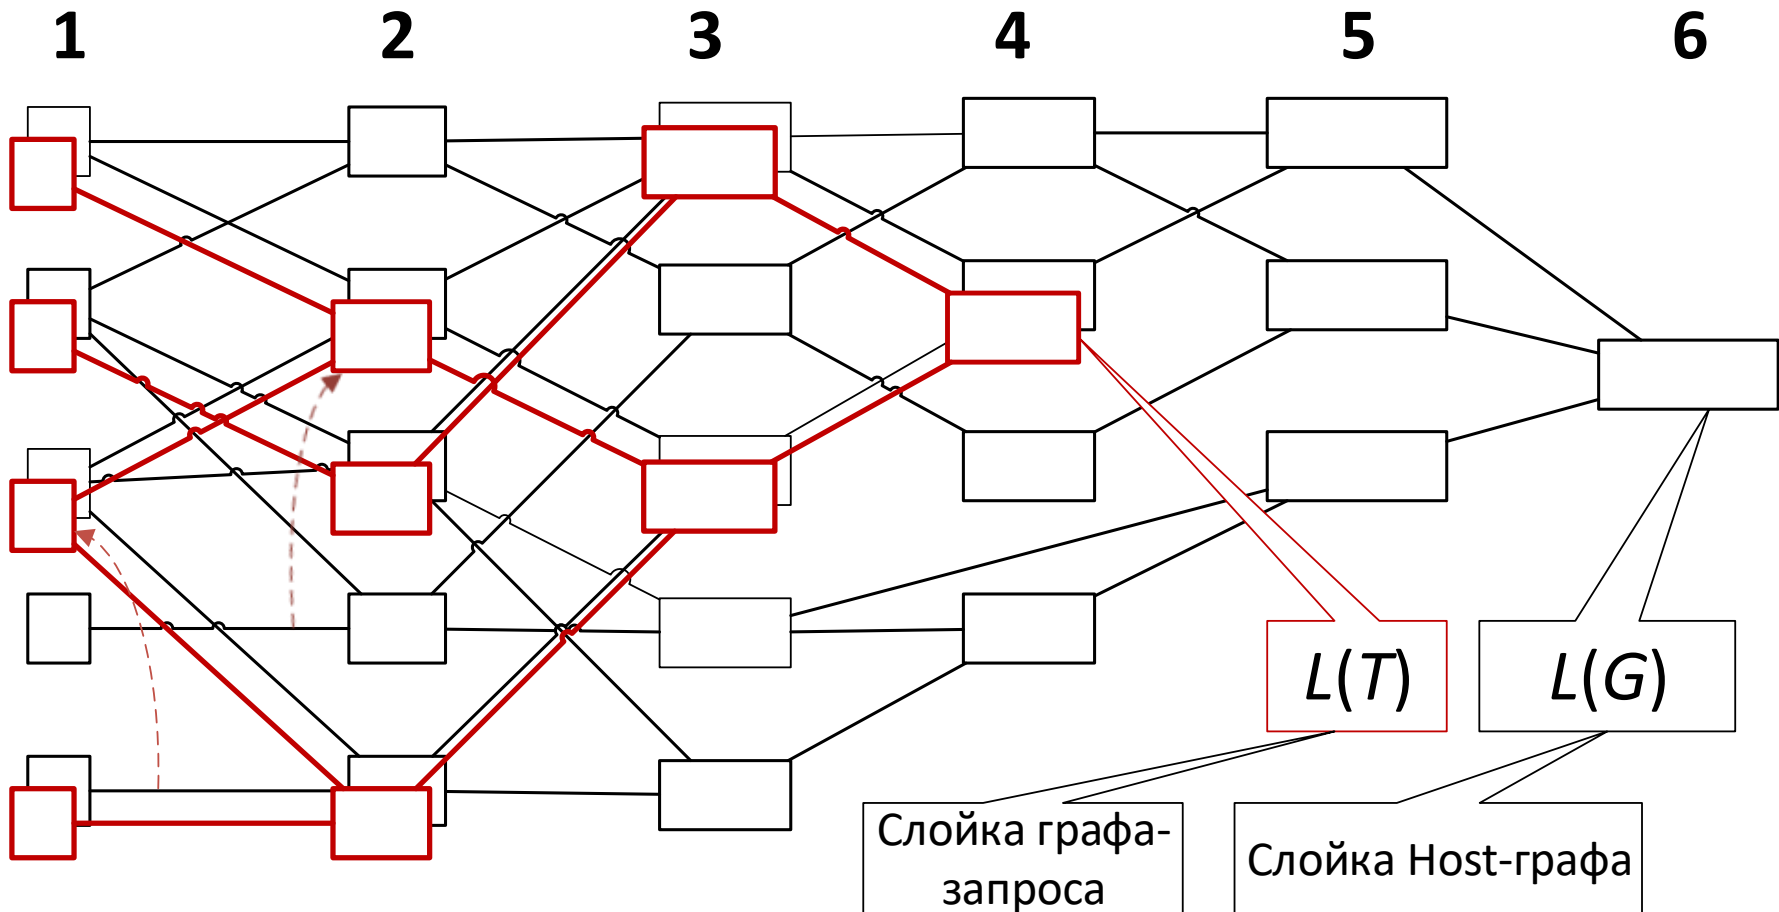 1 2 3 4 5 6
L(T) L(G)
Слойка графа-
запроса
Слойка Host-графа